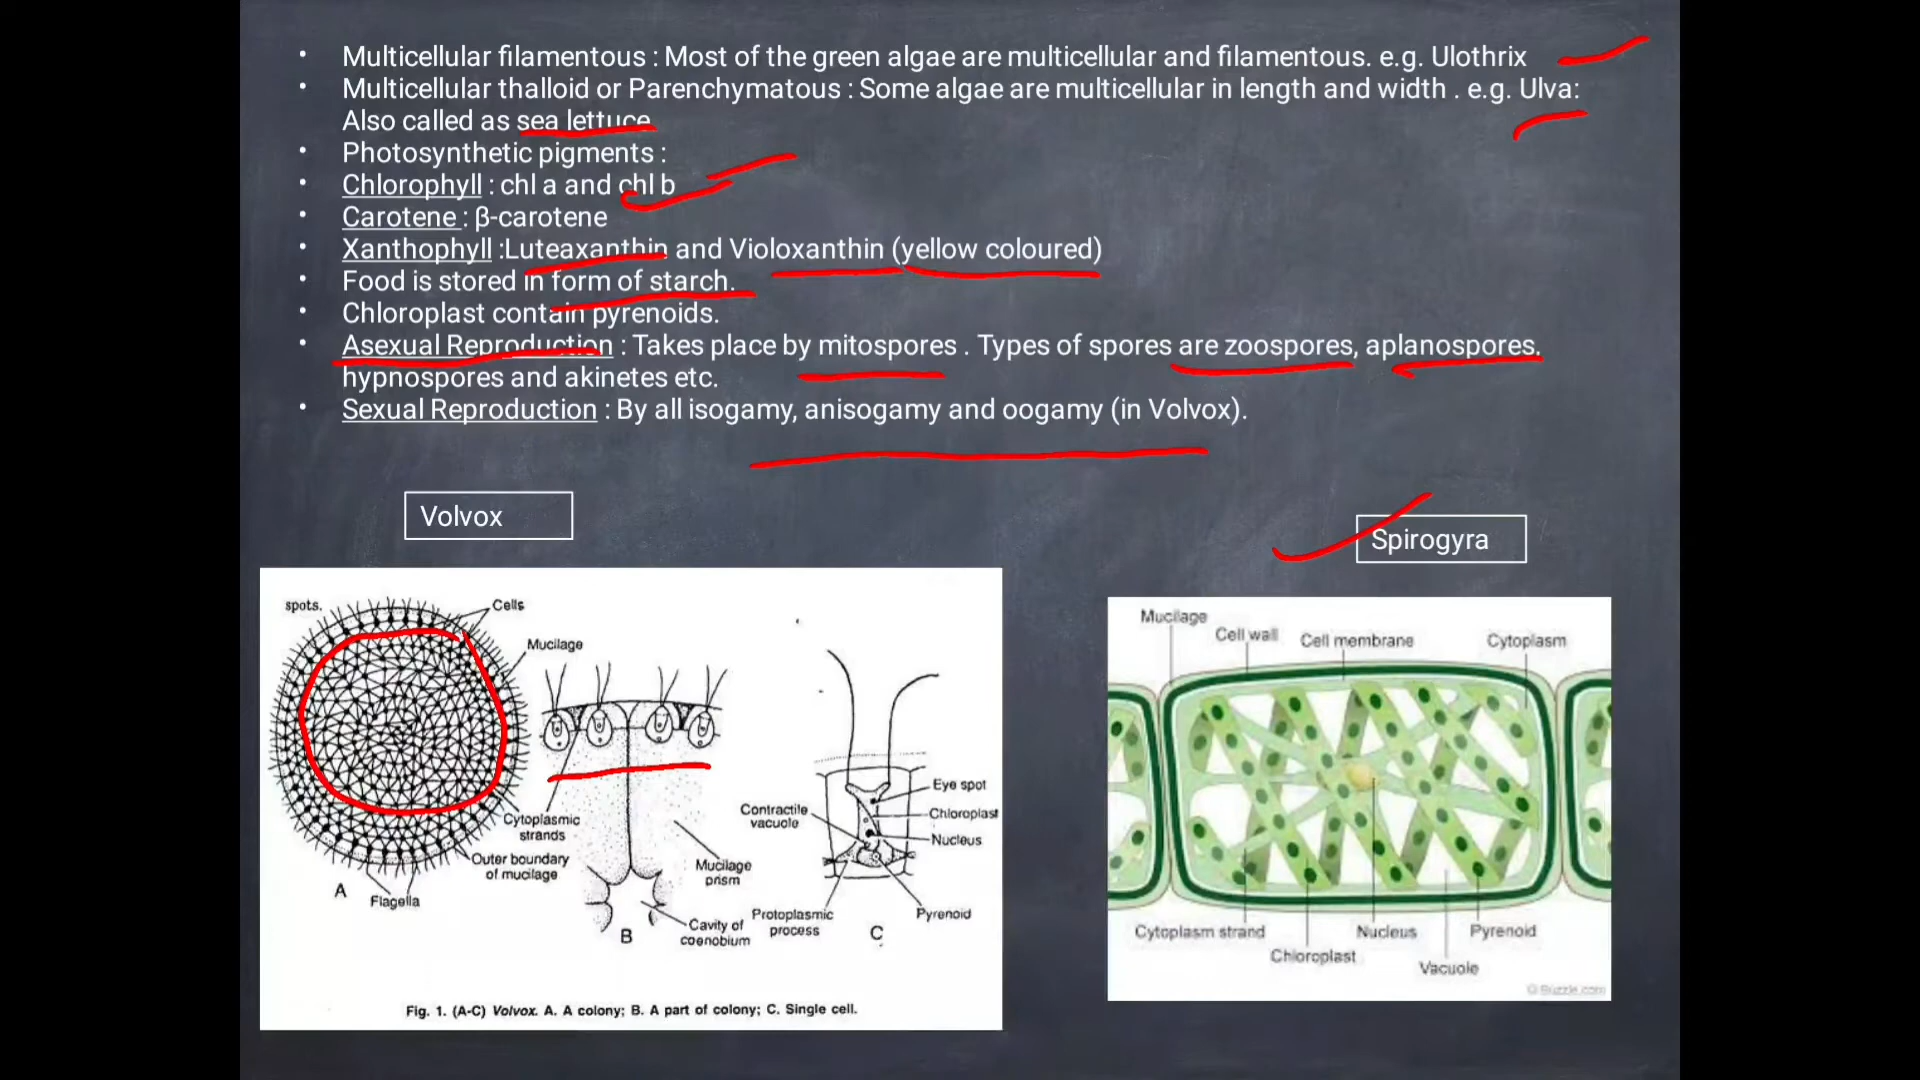 • Multicellular filamentous : Most of the green algae are multicellular and filamentous. e.g. Ulothrix
• Multicellular thalloid or Parenchymatous : Some algae are multicellular in length and width . e.g. Ulva:
Also called as sea lettuce
• Photosynthetic pigments :
• Chlorophyll : chl a and chl b
• Carotene : β-carotene
• Xanthophyll :Luteaxanthin and Violoxanthin (yellow coloured)
• Food is stored in form of starch.
• Chloroplast contain pyrenoids.
• Asexual Reproduction : Takes place by mitospores . Types of spores are zoospores, aplanospores,
hypnospores and akinetes etc.
• Sexual Reproduction : By all isogamy, anisogamy and oogamy (in Volvox).
Volvox
spots.
Cells
Mucilage
Cytoplasmic
strands
Outer boundary
of mucilage
Flagella
A
Mucilage
prism
Cavity of
coenobium
B
Contractile
vacuole
Eye spot
Chloroplast
Nucleus
Protoplasmic
process
Pyrenoid
C
Fig. 1. (A-C) Volvox. A. A colony; B. A part of colony; C. Single cell.
Spirogyra
Mucilage
Cell wall
Cell membrane
Cytoplasm
Cytoplasm strand
Chloroplast
Nucleus
Vacuole
Pyrenoid
© Buzzle.com